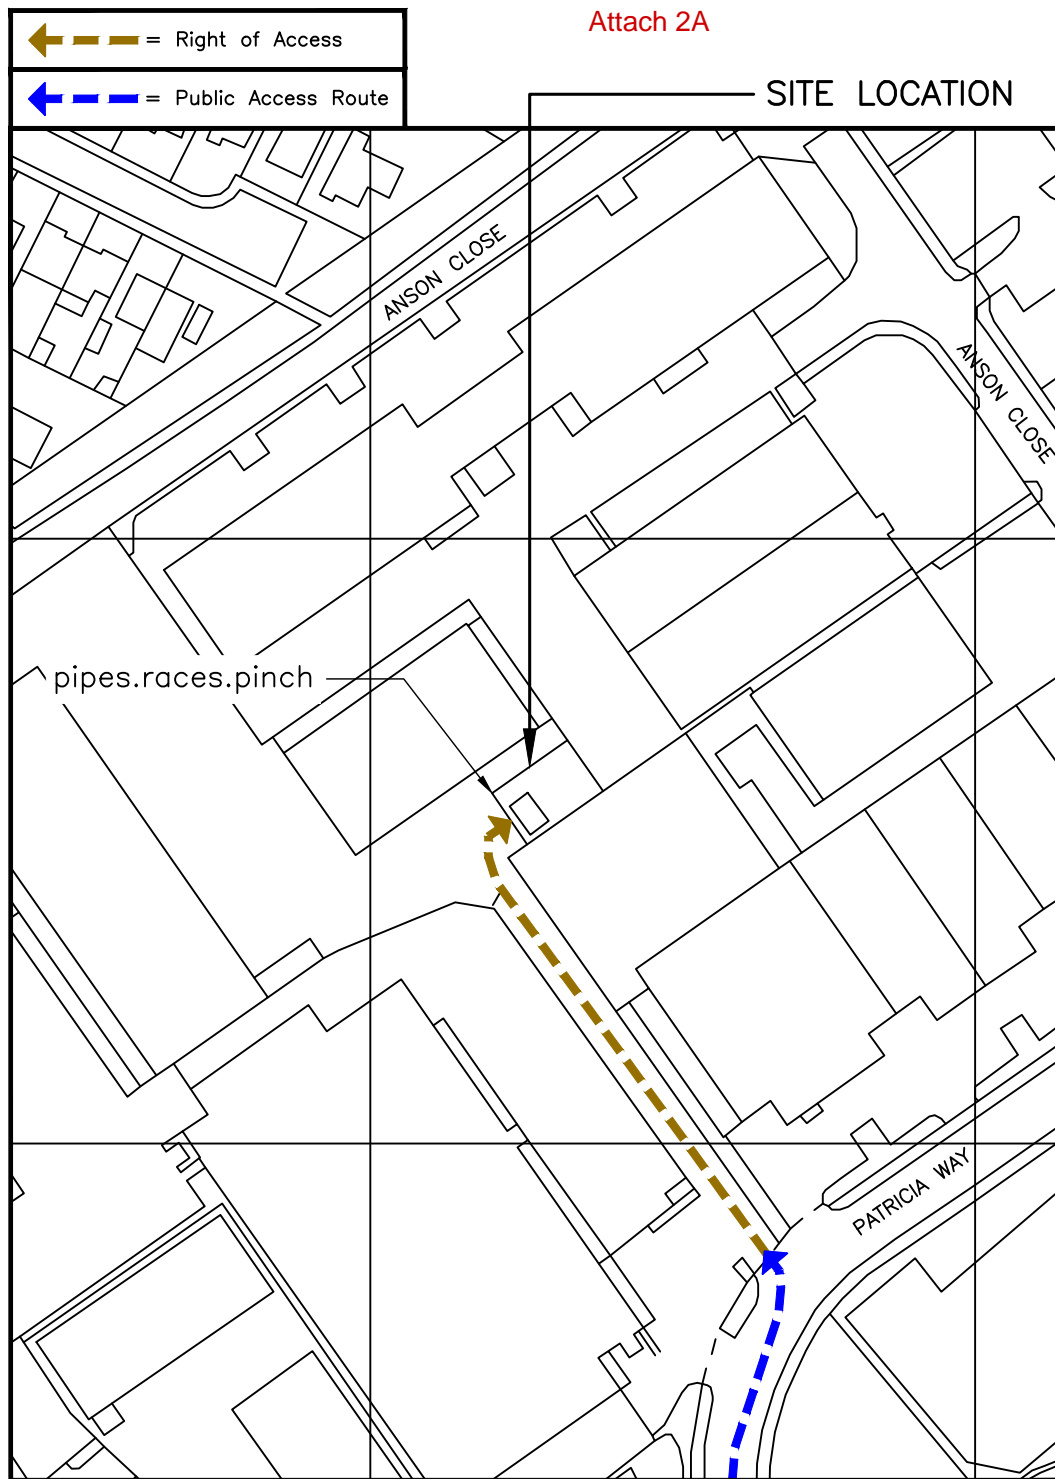 Attach 2A
= Right of Access
= Public Access Route
SITE LOCATION
ANSON CLOSE
ANSON CLOSE
pipes.races.pinch
PATRICIA WAY